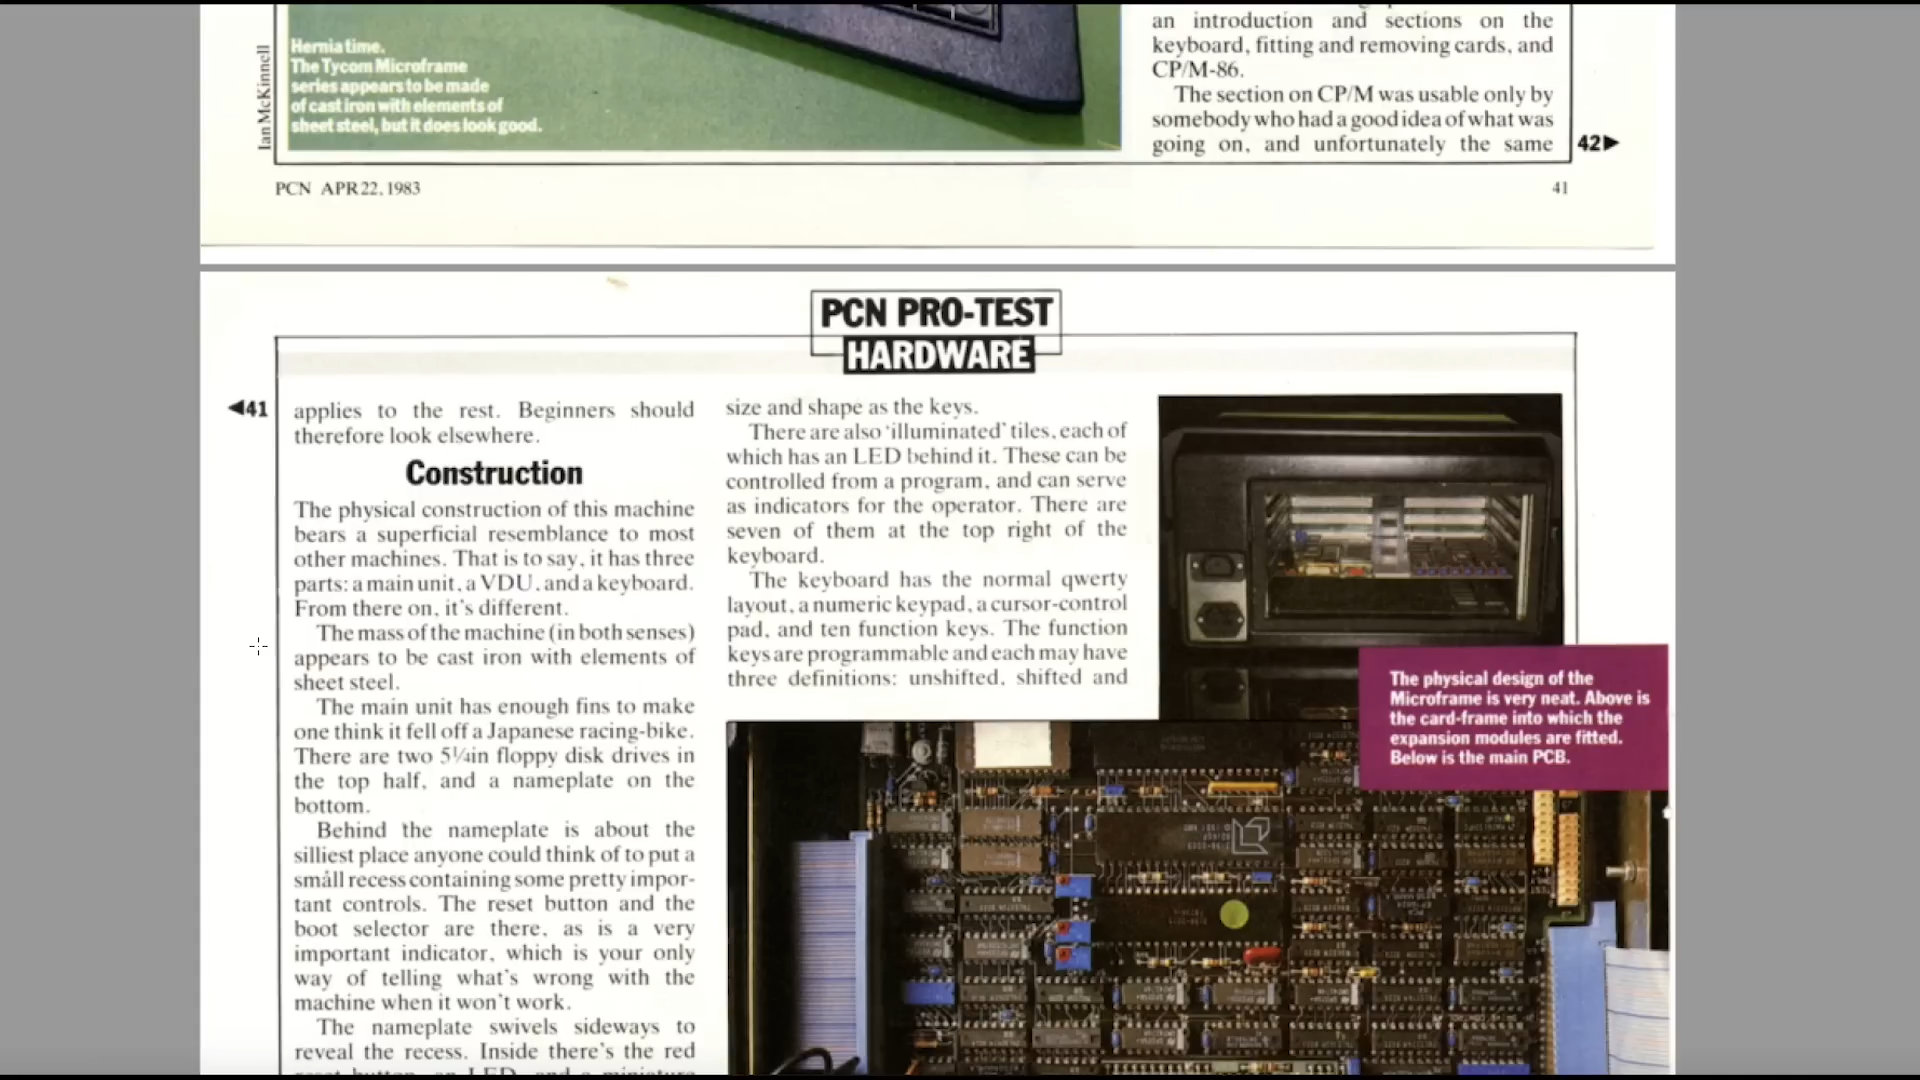 an introduction and sections on the
keyboard, fitting and removing cards, and
CP/M-86.
The section on CP/M was usable only by
somebody who had a good idea of what was
going on, and unfortunately the same
42▶
Ian McKinnell
Hernia time.
The Tycom Microframe
series appears to be made
of cast iron with elements of
sheet steel, but it does look good.
PCN APR 22, 1983
41
PCN PRO-TEST
HARDWARE
◀41
applies to the rest. Beginners should
therefore look elsewhere.
Construction
The physical construction of this machine
bears a superficial resemblance to most
other machines. That is to say, it has three
parts: a main unit, a VDU, and a keyboard.
From there on, it's different.
The mass of the machine (in both senses)
appears to be cast iron with elements of
sheet steel.
The main unit has enough fins to make
one think it fell off a Japanese racing-bike.
There are two 5¼in floppy disk drives in
the top half, and a nameplate on the
bottom.
Behind the nameplate is about the
silliest place anyone could think of to put a
small recess containing some pretty impor-
tant controls. The reset button and the
boot selector are there, as is a very
important indicator, which is your only
way of telling what's wrong with the
machine when it won't work.
The nameplate swivels sideways to
reveal the recess. Inside there's the red
size and shape as the keys.
There are also 'illuminated' tiles, each of
which has an LED behind it. These can be
controlled from a program, and can serve
as indicators for the operator. There are
seven of them at the top right of the
keyboard.
The keyboard has the normal qwerty
layout, a numeric keypad, a cursor-control
pad, and ten function keys. The function
keys are programmable and each may have
three definitions: unshifted, shifted and
The physical design of the
Microframe is very neat. Above is
the card-frame into which the
expansion modules are fitted.
Below is the main PCB.